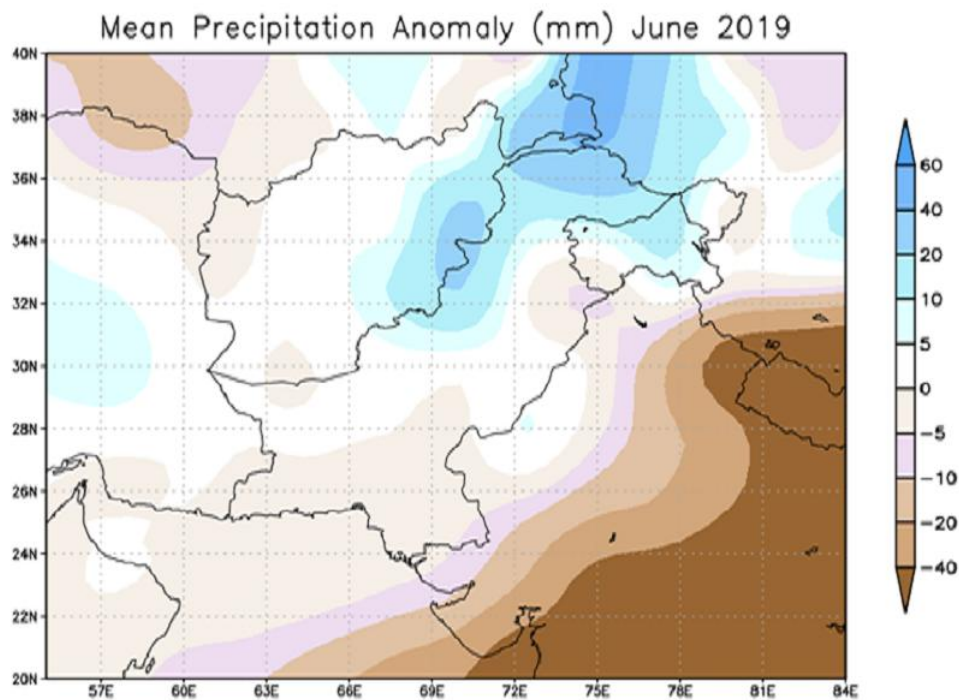 Mean Precipitation Anomaly (mm) June 2019
40N
38N
36N
34N
32N
30N
28N
26N
24N
22N
20N
57E 60E 63E 66E 69E 72E 75E 78E 81E 84E
60
40
20
10
5
0
-5
-10
-20
-40